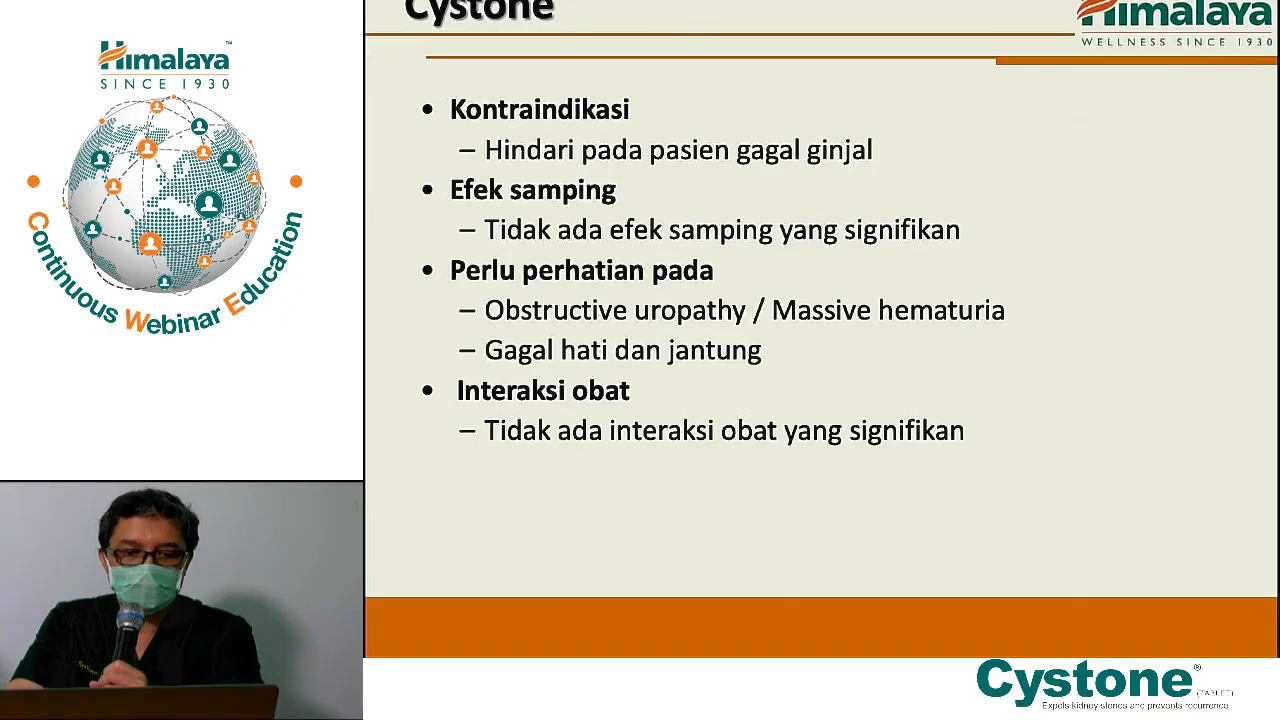 Himalaya™
SINCE 1930
Continuous Webinar Education
Cystone
Himalaya
WELLNESS SINCE 1930
• Kontraindikasi
– Hindari pada pasien gagal ginjal
• Efek samping
– Tidak ada efek samping yang signifikan
• Perlu perhatian pada
– Obstructive uropathy / Massive hematuria
– Gagal hati dan jantung
• Interaksi obat
– Tidak ada interaksi obat yang signifikan
Cystone®
(TABLET)
Expels kidney stones and prevents recurrence